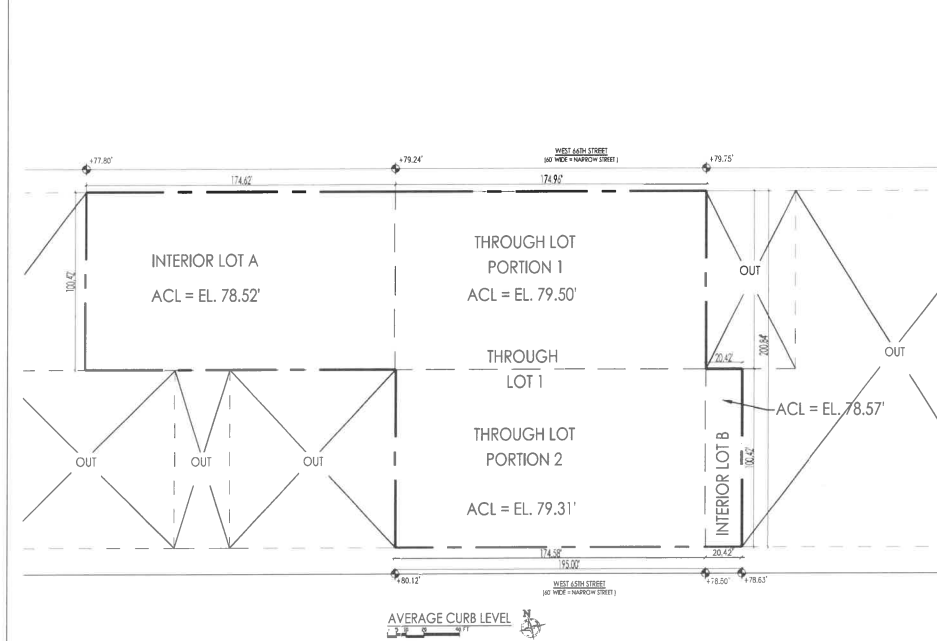 WEST 66TH STREET
(60' WIDE = NARROW STREET)
+77.80'
+79.24'
+79.75'
174.62'
174.96'
100.42'
INTERIOR LOT A
ACL = EL. 78.52'
THROUGH LOT
PORTION 1
ACL = EL. 79.50'
OUT
200.84'
OUT
THROUGH
LOT 1
20.42'
ACL = EL. 78.57'
THROUGH LOT
PORTION 2
ACL = EL. 79.31'
INTERIOR LOT B
100.42'
OUT
OUT
OUT
174.58'
20.42'
195.00'
+80.12'
+78.50'
+78.63'
WEST 65TH STREET
(60' WIDE = NARROW STREET)
AVERAGE CURB LEVEL
N